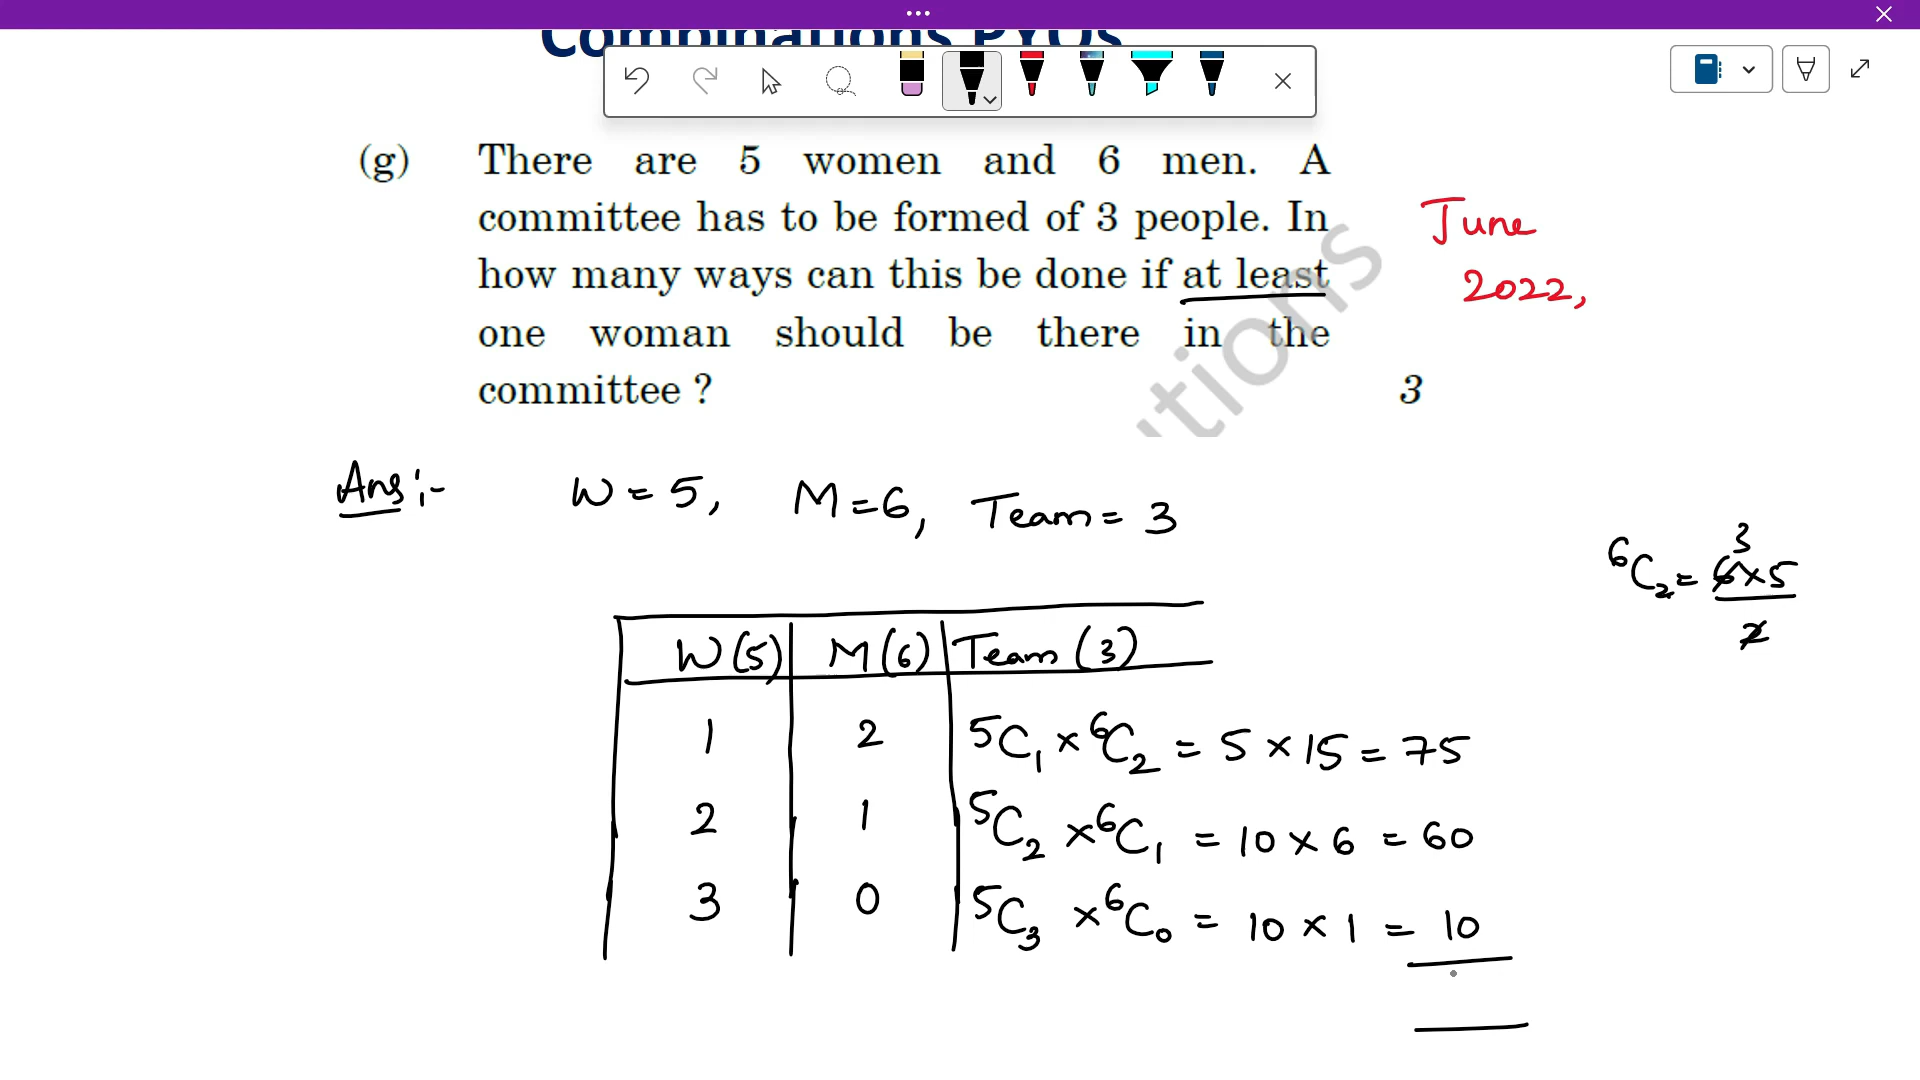 Combinations PYQs
(g) There are 5 women and 6 men. A
committee has to be formed of 3 people. In
how many ways can this be done if at least
one woman should be there in the
committee ? 3
June
2022,
tions
Ans:- W = 5, M = 6, Team = 3
⁶C₂ = 6×5
3
2
W(5) M(6) Team (3)
1 2 ⁵C₁ × ⁶C₂ = 5 × 15 = 75
2 1 ⁵C₂ × ⁶C₁ = 10 × 6 = 60
3 0 ⁵C₃ × ⁶C₀ = 10 × 1 = 10